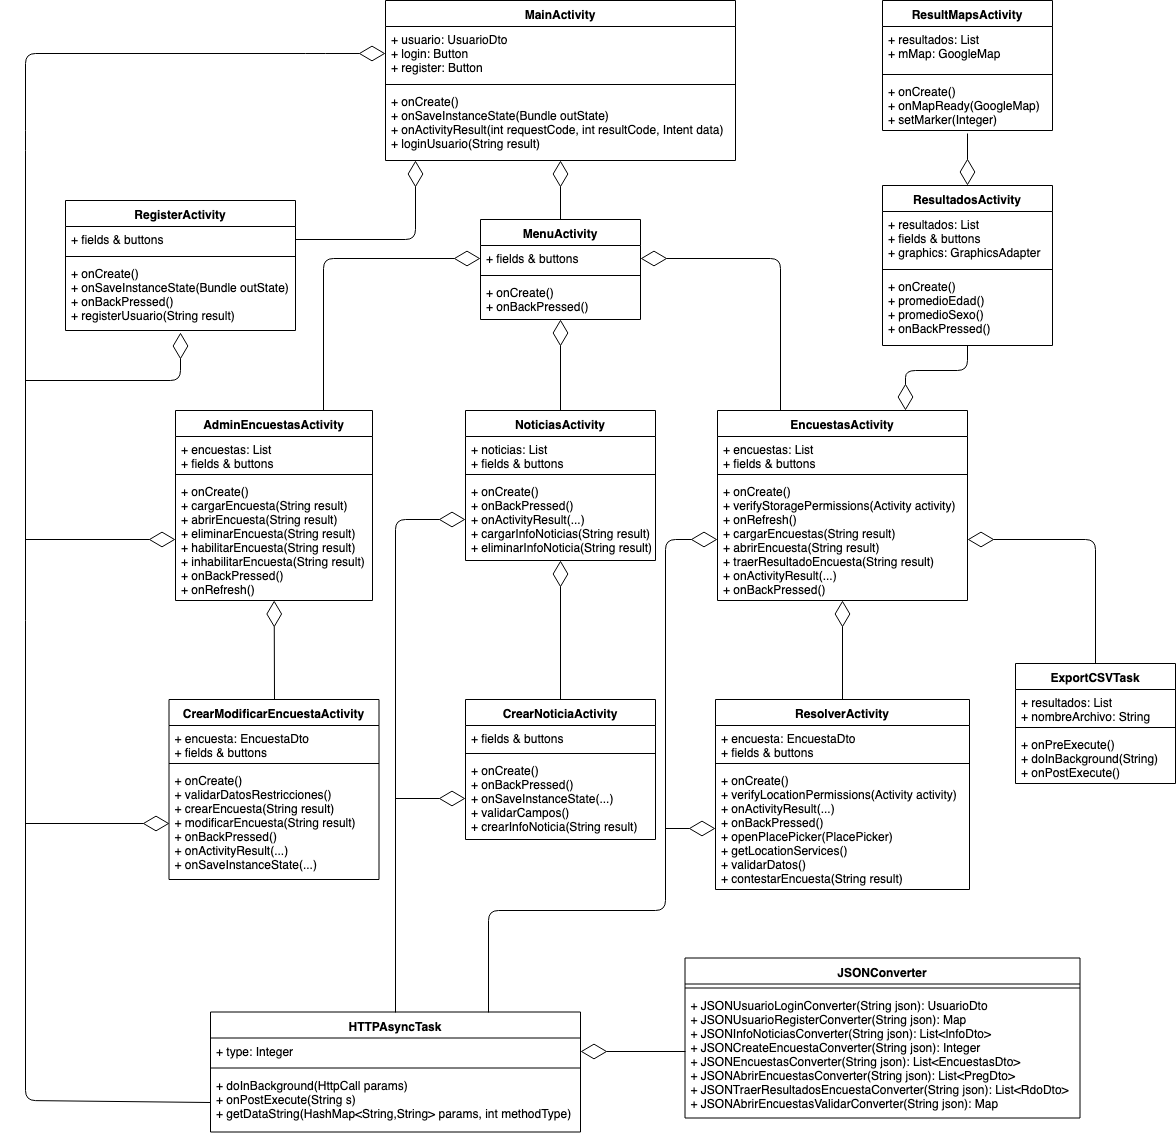 MainActivity
+ usuario: UsuarioDto
+ login: Button
+ register: Button
+ onCreate()
+ onSaveInstanceState(Bundle outState)
+ onActivityResult(int requestCode, int resultCode, Intent data)
+ loginUsuario(String result)
ResultMapsActivity
+ resultados: List
+ mMap: GoogleMap
+ onCreate()
+ onMapReady(GoogleMap)
+ setMarker(Integer)
RegisterActivity
+ fields & buttons
+ onCreate()
+ onSaveInstanceState(Bundle outState)
+ onBackPressed()
+ registerUsuario(String result)
MenuActivity
+ fields & buttons
+ onCreate()
+ onBackPressed()
ResultadosActivity
+ resultados: List
+ fields & buttons
+ graphics: GraphicsAdapter
+ onCreate()
+ promedioEdad()
+ promedioSexo()
+ onBackPressed()
AdminEncuestasActivity
+ encuestas: List
+ fields & buttons
+ onCreate()
+ cargarEncuesta(String result)
+ abrirEncuesta(String result)
+ eliminarEncuesta(String result)
+ habilitarEncuesta(String result)
+ inhabilitarEncuesta(String result)
+ onBackPressed()
+ onRefresh()
NoticiasActivity
+ noticias: List
+ fields & buttons
+ onCreate()
+ onBackPressed()
+ onActivityResult(...)
+ cargarInfoNoticias(String result)
+ eliminarInfoNoticia(String result)
EncuestasActivity
+ encuestas: List
+ fields & buttons
+ onCreate()
+ verifyStoragePermissions(Activity activity)
+ onRefresh()
+ cargarEncuestas(String result)
+ abrirEncuesta(String result)
+ traerResultadoEncuesta(String result)
+ onActivityResult(...)
+ onBackPressed()
ExportCSVTask
+ resultados: List
+ nombreArchivo: String
+ onPreExecute()
+ doInBackground(String)
+ onPostExecute()
CrearModificarEncuestaActivity
+ encuesta: EncuestaDto
+ fields & buttons
+ onCreate()
+ validarDatosRestricciones()
+ crearEncuesta(String result)
+ modificarEncuesta(String result)
+ onBackPressed()
+ onActivityResult(...)
+ onSaveInstanceState(...)
CrearNoticiaActivity
+ fields & buttons
+ onCreate()
+ onBackPressed()
+ onSaveInstanceState(...)
+ validarCampos()
+ crearInfoNoticia(String result)
ResolverActivity
+ encuesta: EncuestaDto
+ fields & buttons
+ onCreate()
+ verifyLocationPermissions(Activity activity)
+ onActivityResult(...)
+ onBackPressed()
+ openPlacePicker(PlacePicker)
+ getLocationServices()
+ validarDatos()
+ contestarEncuesta(String result)
HTTPAsyncTask
+ type: Integer
+ doInBackground(HttpCall params)
+ onPostExecute(String s)
+ getDataString(HashMap<String,String> params, int methodType)
JSONConverter
+ JSONUsuarioLoginConverter(String json): UsuarioDto
+ JSONUsuarioRegisterConverter(String json): Map
+ JSONInfoNoticiasConverter(String json): List<InfoDto>
+ JSONCreateEncuestaConverter(String json): Integer
+ JSONEncuestasConverter(String json): List<EncuestasDto>
+ JSONAbrirEncuestasConverter(String json): List<PregDto>
+ JSONTraerResultadosEncuestaConverter(String json): List<RdoDto>
+ JSONAbrirEncuestasValidarConverter(String json): Map